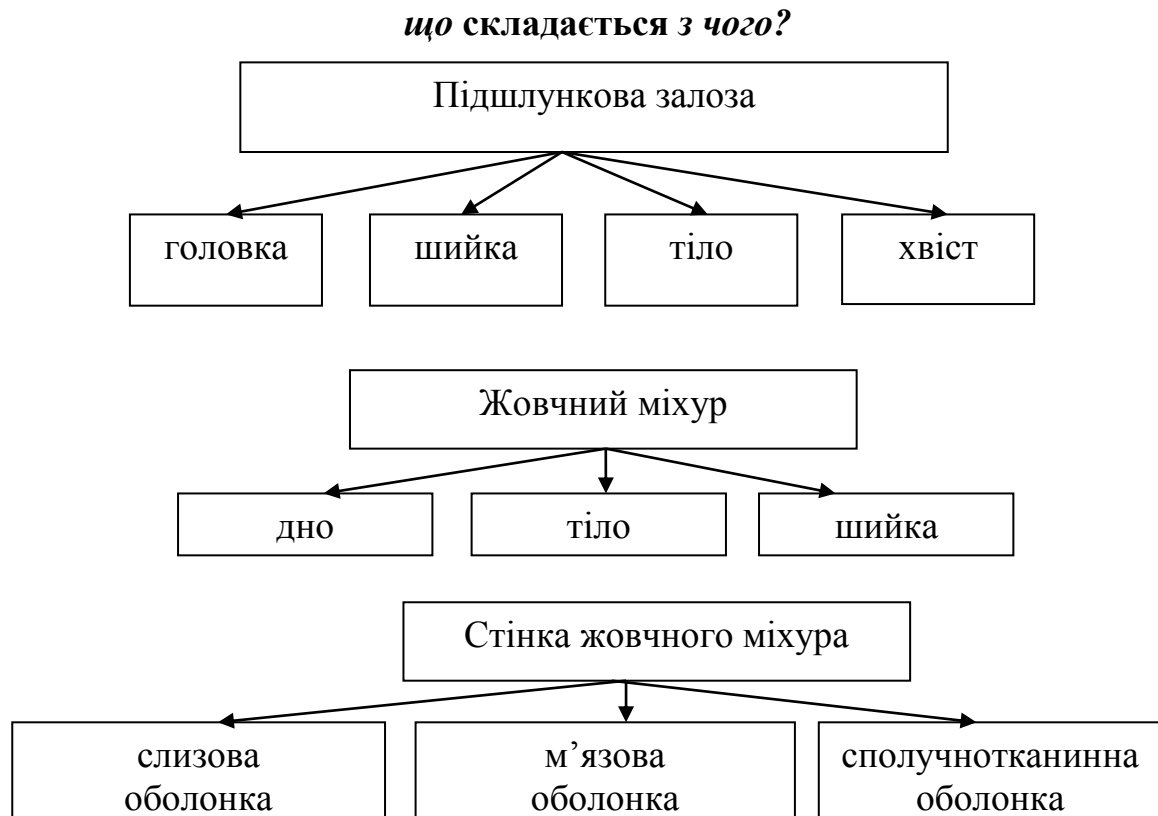 що складається з чого?
Підшлункова залоза
головка шийка тіло хвіст
Жовчний міхур
дно тіло шийка
Стінка жовчного міхура
слизова м’язова сполучнотканинна
оболонка оболонка оболонка